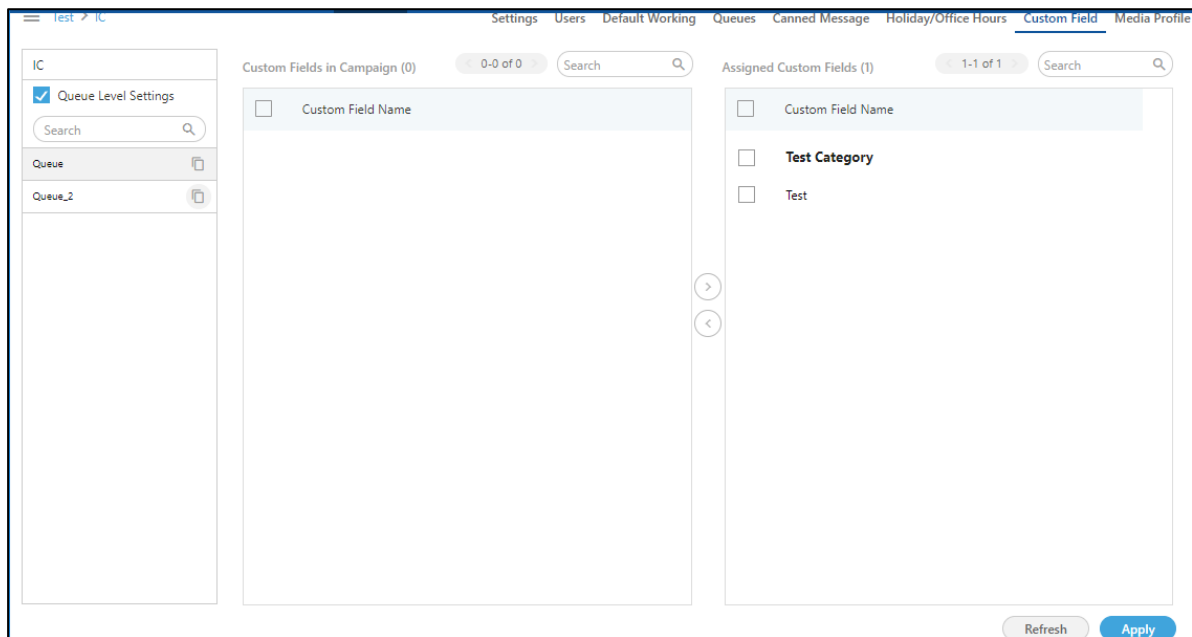 Test > IC
Settings Users Default Working Queues Canned Message Holiday/Office Hours Custom Field Media Profile
IC
Queue Level Settings
Search
Queue
Queue_2
Custom Fields in Campaign (0)
0-0 of 0
Search
Custom Field Name
Assigned Custom Fields (1)
1-1 of 1
Search
Custom Field Name
Test Category
Test
Refresh Apply